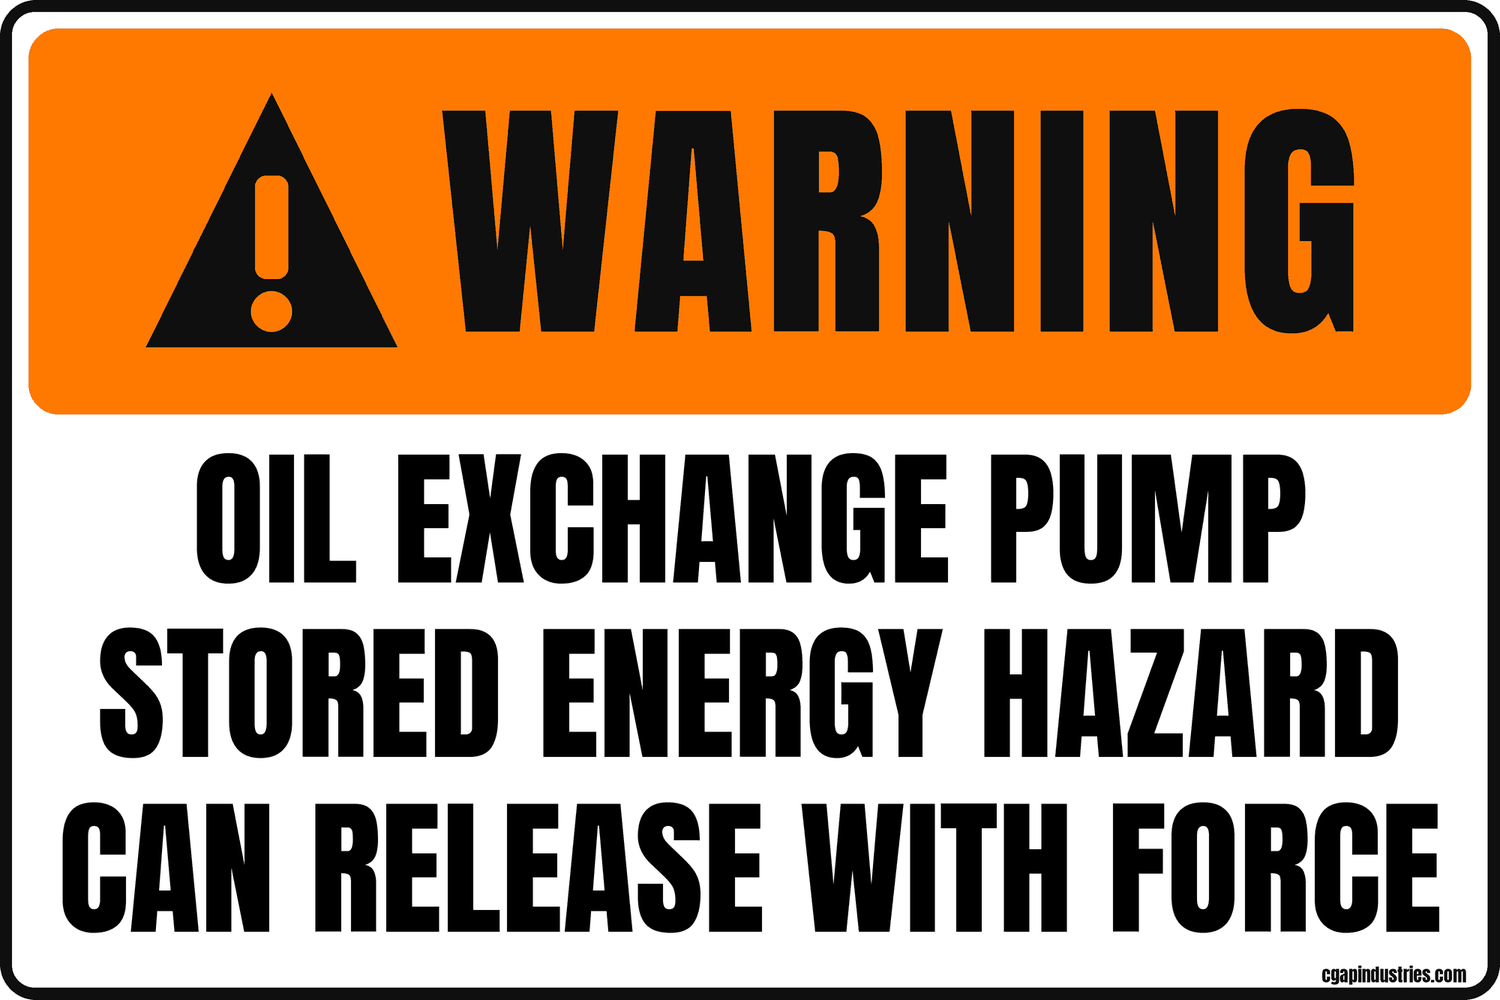 WARNING
OIL EXCHANGE PUMP
STORED ENERGY HAZARD
CAN RELEASE WITH FORCE
cgapindustries.com